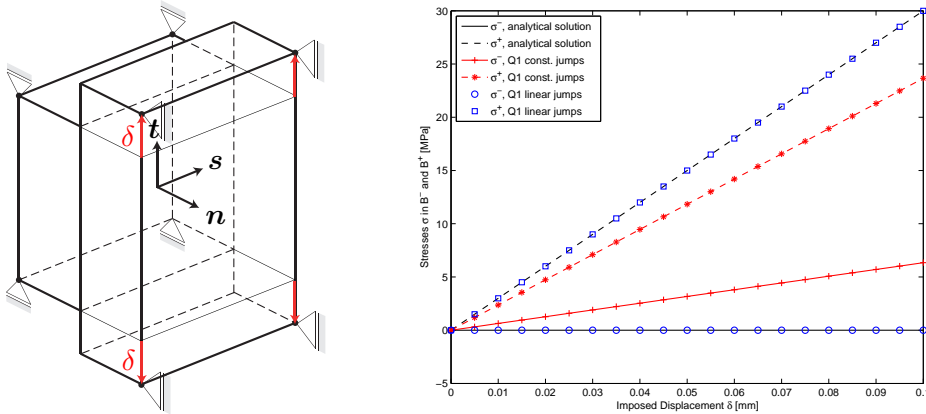 δ
t
s
n
δ
σ⁻, analytical solution
σ⁺, analytical solution
σ⁻, Q1 const. jumps
σ⁺, Q1 const. jumps
σ⁻, Q1 linear jumps
σ⁺, Q1 linear jumps
30
25
20
15
10
5
0
−5
Stresses σ in B⁻ and B⁺ [MPa]
0
0.01
0.02
0.03
0.04
0.05
0.06
0.07
0.08
0.09
0.1
Imposed Displacement δ [mm]